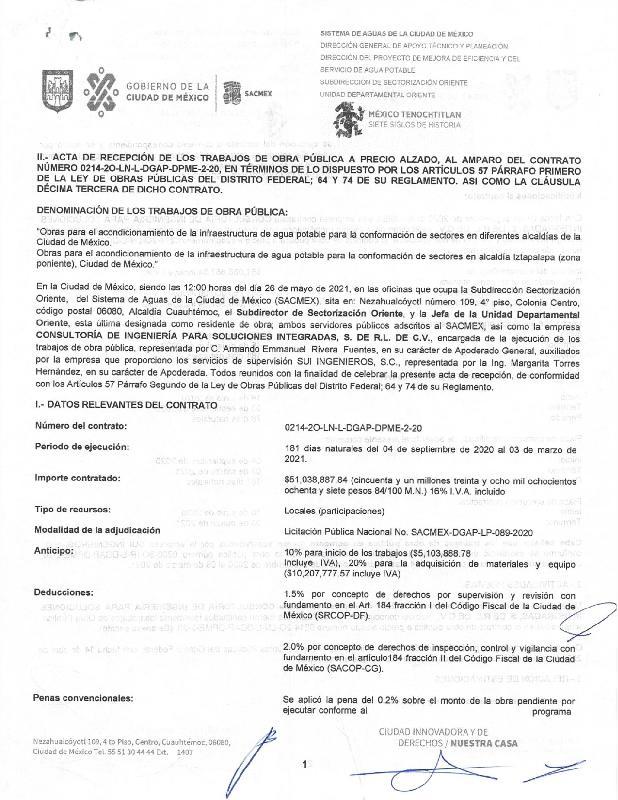 SISTEMA DE AGUAS DE LA CIUDAD DE MÉXICO
DIRECCIÓN GENERAL DE APOYO TÉCNICO Y PLANEACIÓN
DIRECCIÓN DEL PROYECTO DE MEJORA DE EFICIENCIA Y DEL
SERVICIO DE AGUA POTABLE
SUBDIRECCIÓN DE SECTORIZACIÓN ORIENTE
UNIDAD DEPARTAMENTAL ORIENTE
GOBIERNO DE LA
CIUDAD DE MÉXICO
SACMEX
MÉXICO TENOCHTITLAN
SIETE SIGLOS DE HISTORIA
II.- ACTA DE RECEPCIÓN DE LOS TRABAJOS DE OBRA PÚBLICA A PRECIO ALZADO, AL AMPARO DEL CONTRATO
NÚMERO 0214-2O-LN-L-DGAP-DPME-2-20, EN TÉRMINOS DE LO DISPUESTO POR LOS ARTÍCULOS 57 PÁRRAFO PRIMERO
DE LA LEY DE OBRAS PÚBLICAS DEL DISTRITO FEDERAL; 64 Y 74 DE SU REGLAMENTO. ASI COMO LA CLÁUSULA
DÉCIMA TERCERA DE DICHO CONTRATO.
DENOMINACIÓN DE LOS TRABAJOS DE OBRA PÚBLICA:
"Obras para el acondicionamiento de la infraestructura de agua potable para la conformación de sectores en diferentes alcaldías de la
Ciudad de México.
Obras para el acondicionamiento de la infraestructura de agua potable para la conformación de sectores en alcaldía Iztapalapa (zona
poniente), Ciudad de México."
En la Ciudad de México, siendo las 12:00 horas del día 26 de mayo de 2021, en las oficinas que ocupa la Subdirección Sectorización
Oriente, del Sistema de Aguas de la Ciudad de México (SACMEX), sita en: Nezahualcóyotl número 109, 4° piso, Colonia Centro,
código postal 06080, Alcaldía Cuauhtémoc, el Subdirector de Sectorización Oriente, y la Jefa de la Unidad Departamental
Oriente, esta última designada como residente de obra; ambos servidores públicos adscritos al SACMEX, así como la empresa
CONSULTORÍA DE INGENIERÍA PARA SOLUCIONES INTEGRADAS, S. DE R.L. DE C.V., encargada de la ejecución de los
trabajos de obra pública, representada por C. Armando Emmanuel Rivera Fuentes, en su carácter de Apoderado General, auxiliados
por la empresa que proporciono los servicios de supervisión SUI INGENIEROS, S.C., representada por la Ing. Margarita Torres
Hernández, en su carácter de Apoderada. Todos reunidos con la finalidad de celebrar la presente acta de recepción, de conformidad
con los Artículos 57 Párrafo Segundo de la Ley de Obras Públicas del Distrito Federal; 64 y 74 de su Reglamento.
I.- DATOS RELEVANTES DEL CONTRATO
Número del contrato: 0214-2O-LN-L-DGAP-DPME-2-20
Periodo de ejecución: 181 días naturales del 04 de septiembre de 2020 al 03 de marzo de
2021.
Importe contratado: $51,038,887.84 (cincuenta y un millones treinta y ocho mil ochocientos
ochenta y siete pesos 84/100 M.N.) 16% I.V.A. incluido
Tipo de recursos: Locales (participaciones)
Modalidad de la adjudicación Licitación Pública Nacional No. SACMEX-DGAP-LP-089-2020
Anticipo: 10% para inicio de los trabajos ($5,103,888.78
Incluye IVA), 20% para la adquisición de materiales y equipo
($10,207,777.57 incluye IVA)
Deducciones: 1.5% por concepto de derechos por supervisión y revisión con
fundamento en el Art. 184 fracción I del Código Fiscal de la Ciudad de
México (SRCOP-DF).
2.0% por concepto de derechos de inspección, control y vigilancia con
fundamento en el artículo184 fracción II del Código Fiscal de la Ciudad
de México (SACOP-CG).
Penas convencionales: Se aplicó la pena del 0.2% sobre el monto de la obra pendiente por
ejecutar conforme al programa
Nezahualcóyotl 109, 4 to Piso, Centro, Cuauhtémoc, 06080,
Ciudad de México Tel. 55 51 30 44 44 Ext. 1407
CIUDAD INNOVADORA Y DE
DERECHOS / NUESTRA CASA
1